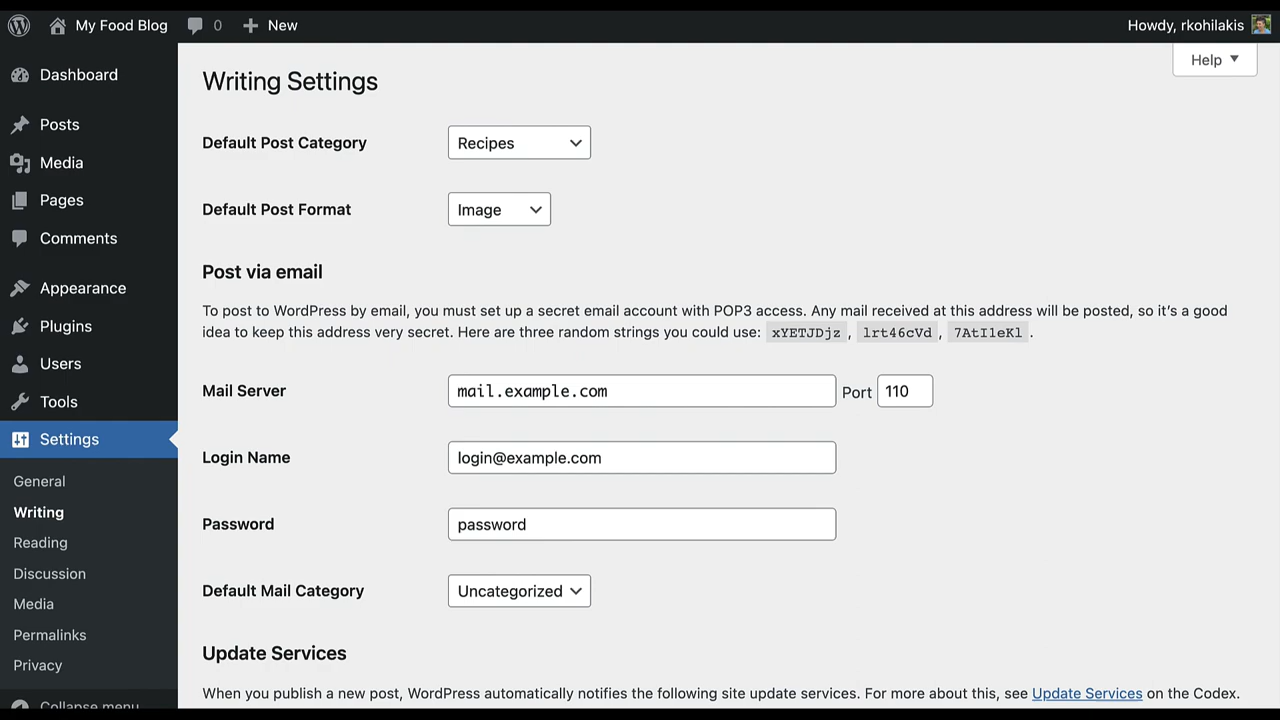 My Food Blog 0 + New Howdy, rkohilakis
Dashboard
Posts
Media
Pages
Comments
Appearance
Plugins
Users
Tools
Settings
General
Writing
Reading
Discussion
Media
Permalinks
Privacy
Collapse menu
Help
Writing Settings
Default Post Category Recipes
Default Post Format Image
Post via email
To post to WordPress by email, you must set up a secret email account with POP3 access. Any mail received at this address will be posted, so it's a good
idea to keep this address very secret. Here are three random strings you could use: xYETJDjz , lrt46cVd , 7AtIleKl .
Mail Server mail.example.com Port 110
Login Name login@example.com
Password password
Default Mail Category Uncategorized
Update Services
When you publish a new post, WordPress automatically notifies the following site update services. For more about this, see Update Services on the Codex.